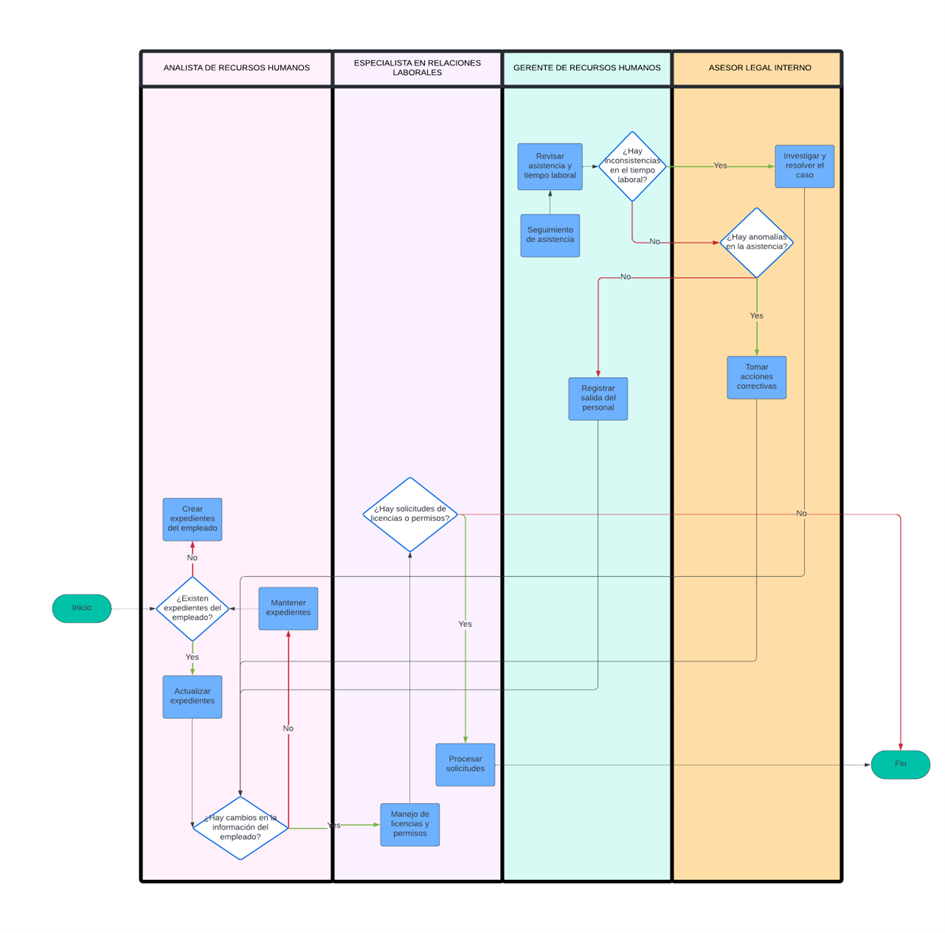 ANALISTA DE RECURSOS HUMANOS
ESPECIALISTA EN RELACIONES
LABORALES
GERENTE DE RECURSOS HUMANOS
ASESOR LEGAL INTERNO
Revisar
asistencia y
tiempo laboral
¿Hay
inconsistencias
en el tiempo
laboral?
Yes
Investigar y
resolver el
caso
Seguimiento
de asistencia
No
¿Hay anomalías
en la asistencia?
No
Yes
Registrar
salida del
personal
Tomar
acciones
correctivas
Crear
expedientes
del empleado
¿Hay solicitudes de
licencias o permisos?
No
No
Inicio
¿Existen
expedientes del
empleado?
Mantener
expedientes
Yes
Yes
Actualizar
expedientes
No
Procesar
solicitudes
Fin
¿Hay cambios en la
información del
empleado?
Yes
Manejo de
licencias y
permisos